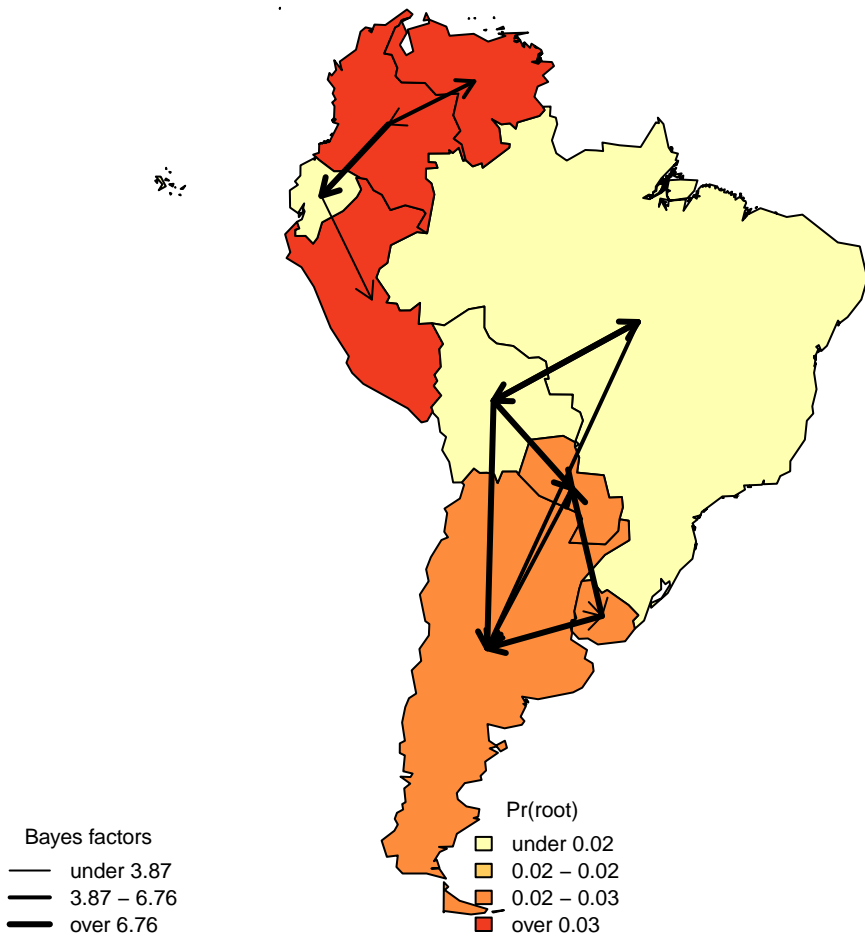 Bayes factors
under 3.87
3.87 − 6.76
over 6.76
Pr(root)
under 0.02
0.02 − 0.02
0.02 − 0.03
over 0.03